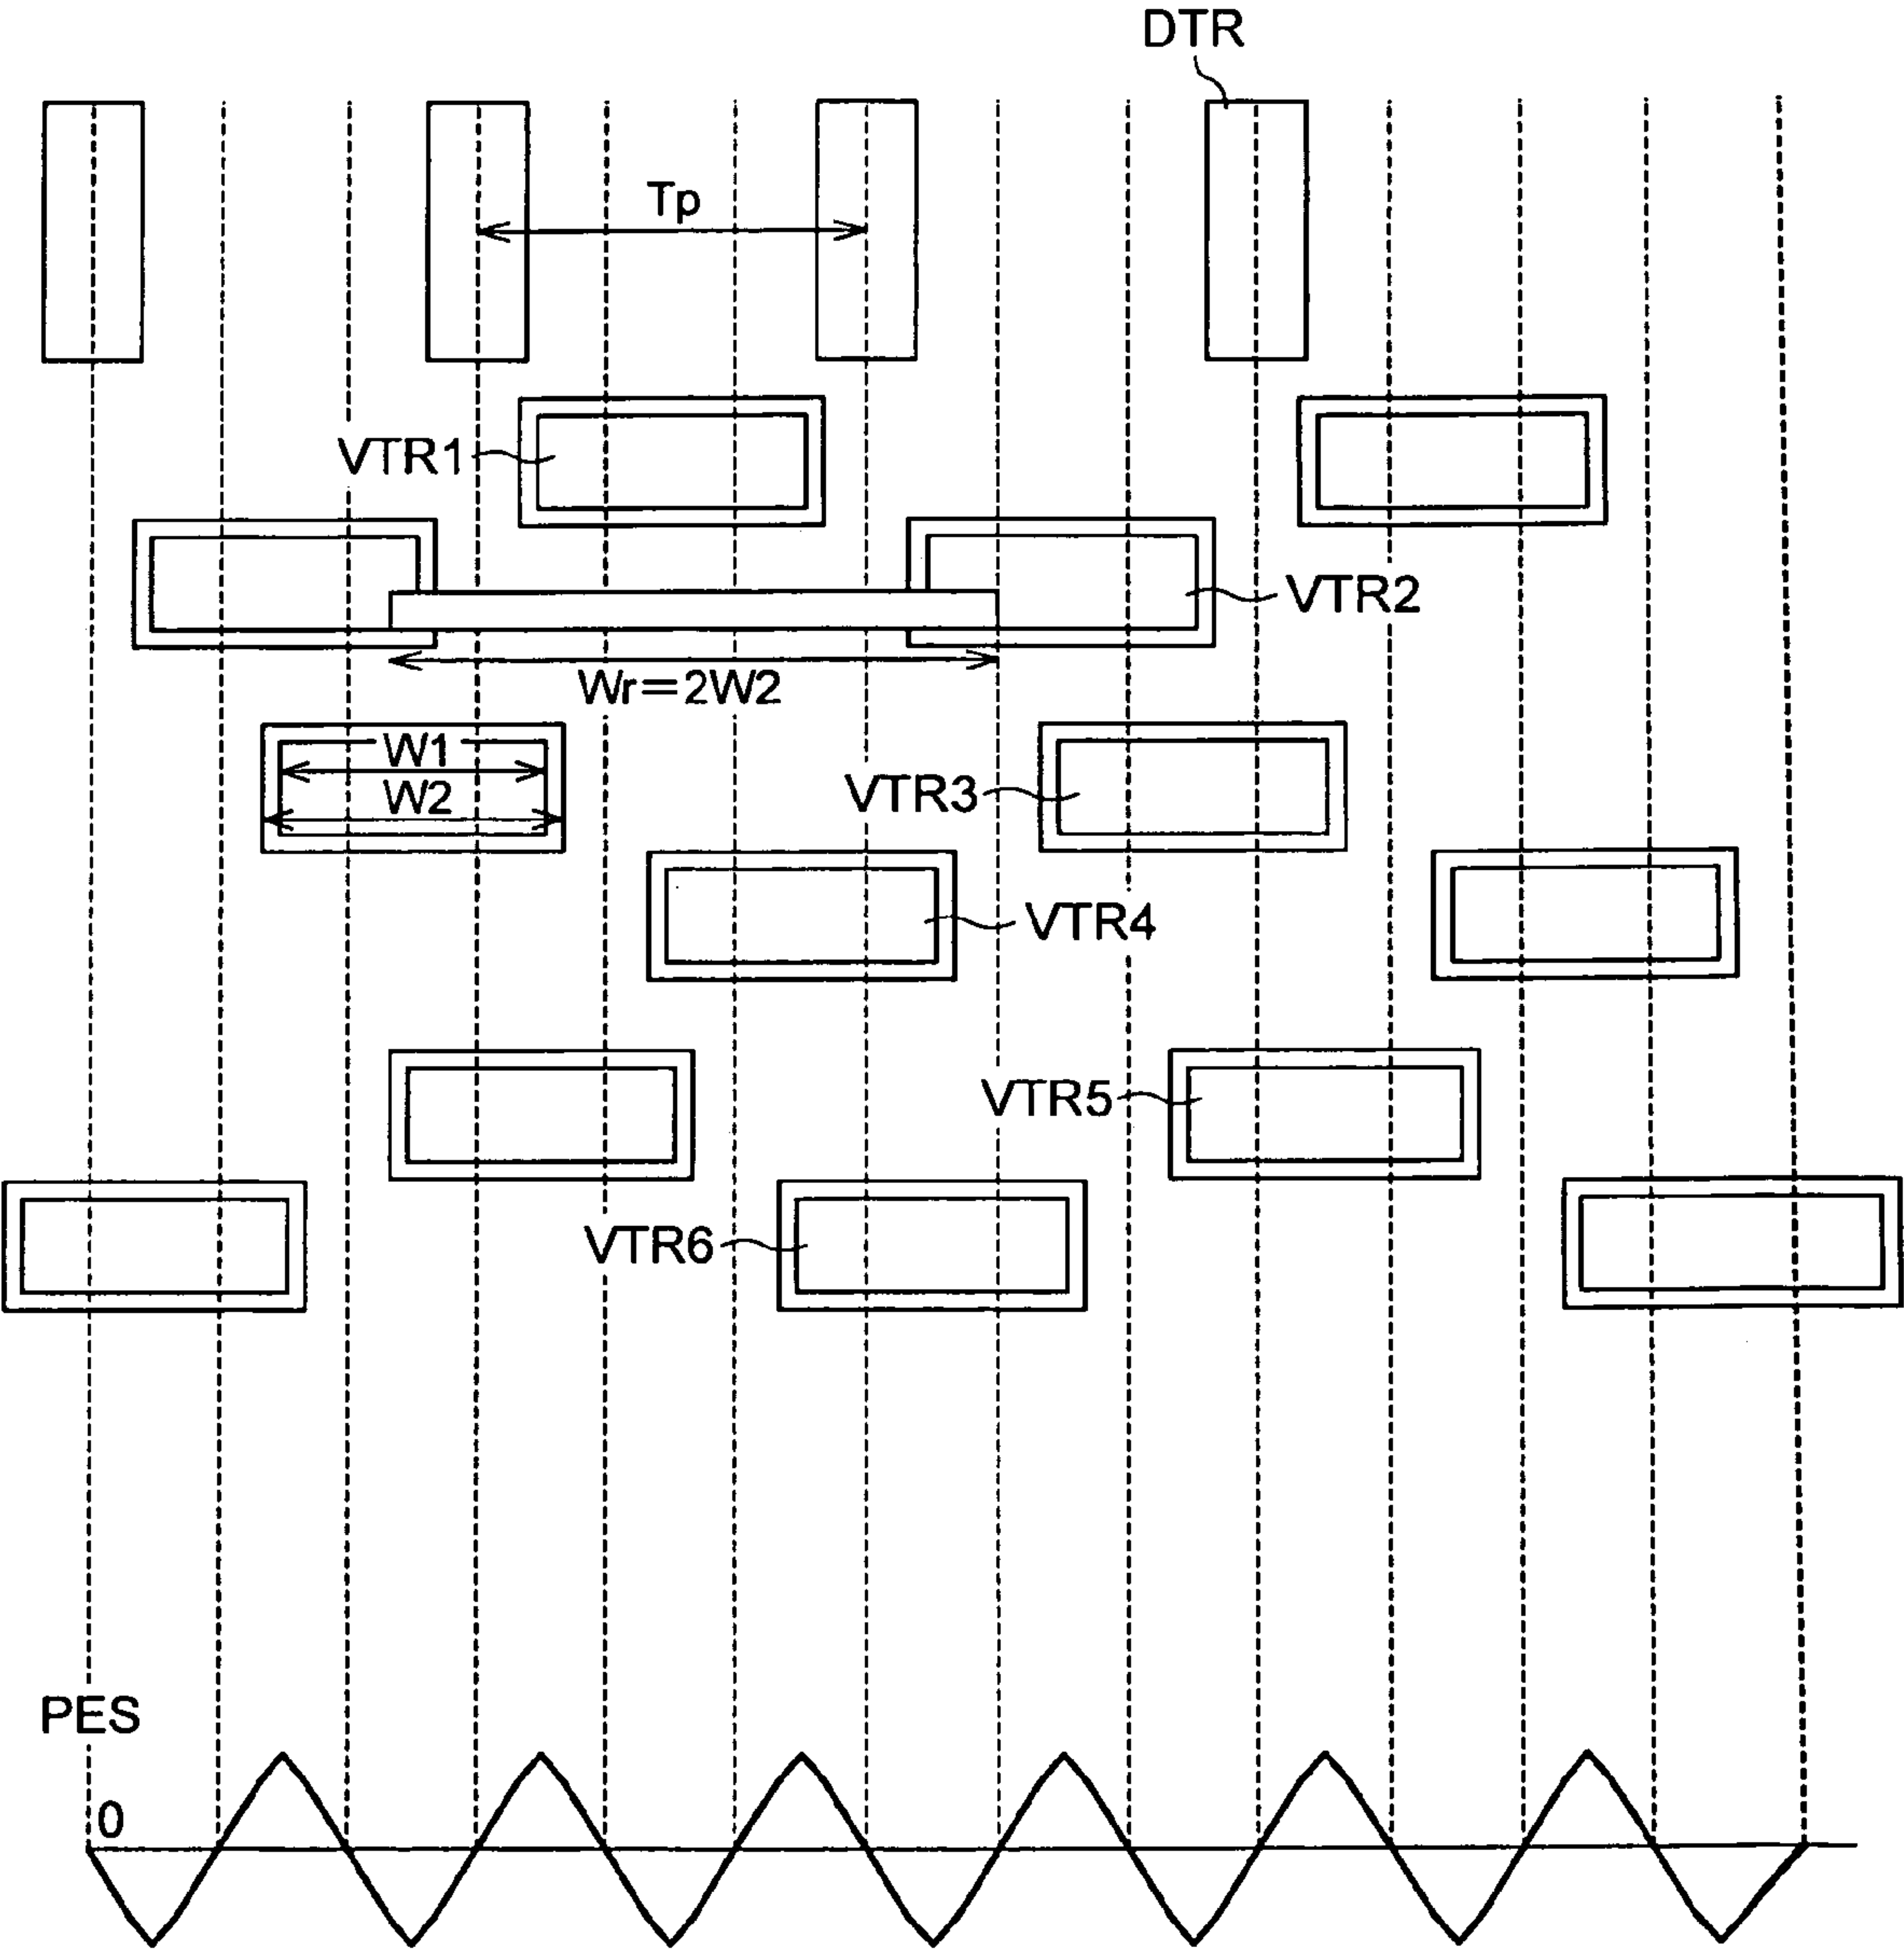 DTR
Tp
VTR1
VTR2
Wr=2W2
W1
W2
VTR3
VTR4
VTR5
VTR6
PES
0